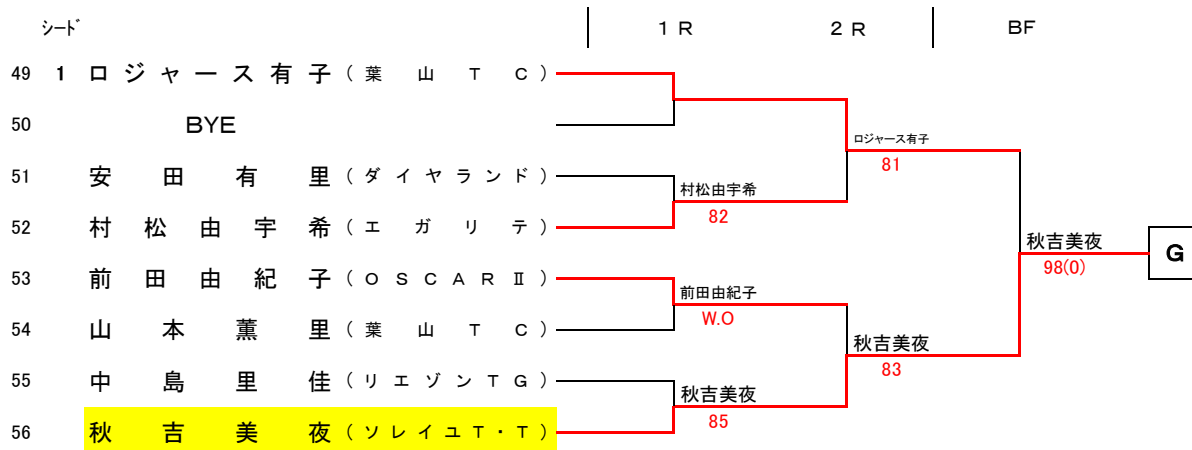 シード 1R 2R BF
49 1 ロジャース有子(葉山TC)
50 BYE
ロジャース有子
81
51 安田有里(ダイヤランド)
村松由宇希
82
52 村松由宇希(エガリテ)
秋吉美夜
98(0)
G
53 前田由紀子(OSCARⅡ)
前田由紀子
W.O
54 山本薫里(葉山TC)
秋吉美夜
83
55 中島里佳(リエゾンTG)
秋吉美夜
85
56 秋吉美夜(ソレイユT・T)